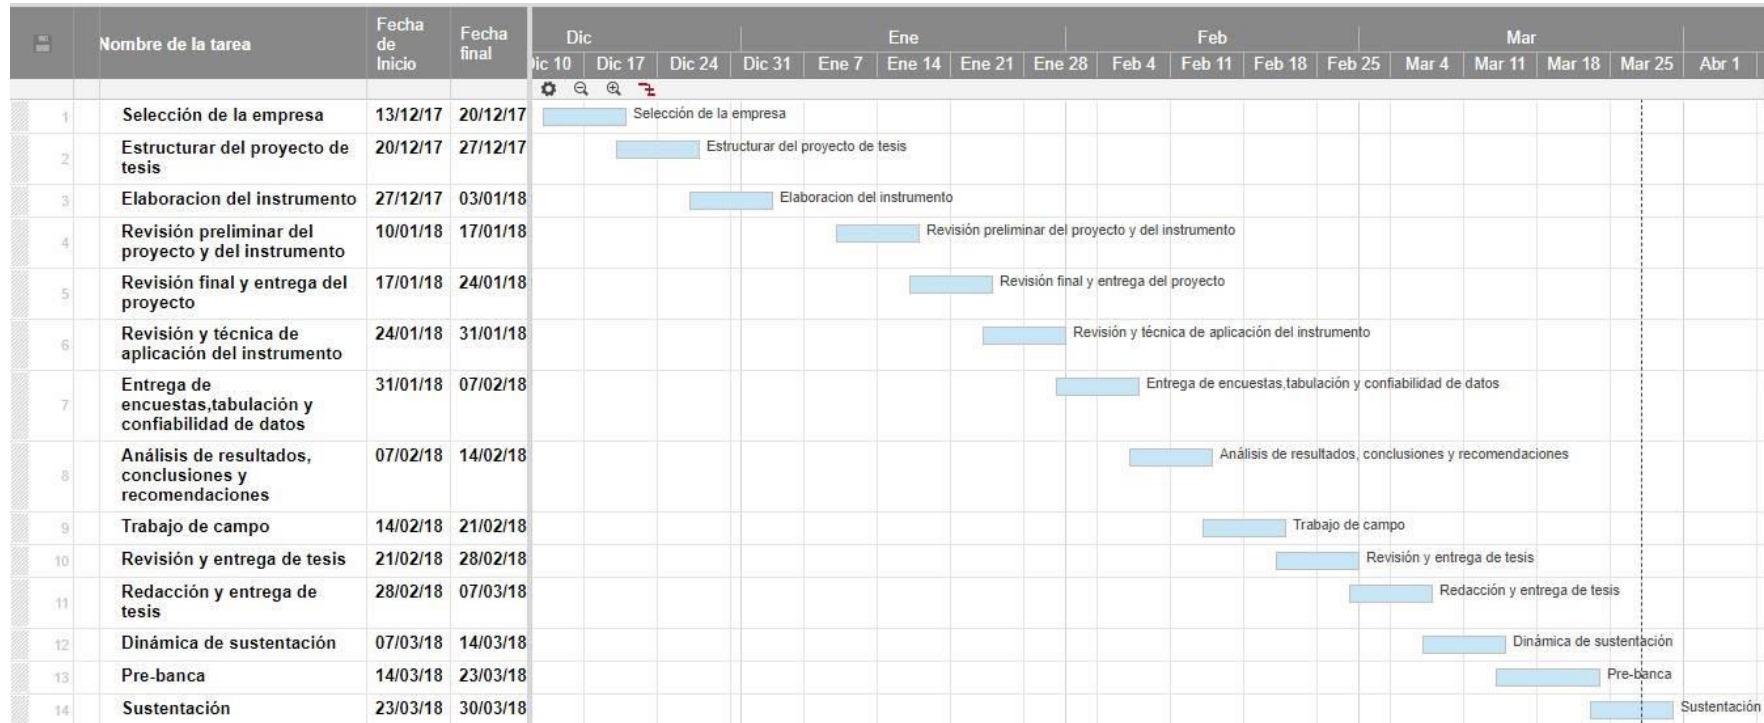 Nombre de la tarea
Fecha
de
Inicio
Fecha
final
Dic
Ene
Feb
Mar
Dic 10 Dic 17 Dic 24 Dic 31 Ene 7 Ene 14 Ene 21 Ene 28 Feb 4 Feb 11 Feb 18 Feb 25 Mar 4 Mar 11 Mar 18 Mar 25 Abr 1
1 Selección de la empresa 13/12/17 20/12/17 Selección de la empresa
2 Estructurar del proyecto de 20/12/17 27/12/17 Estructurar del proyecto de tesis
tesis
3 Elaboracion del instrumento 27/12/17 03/01/18 Elaboracion del instrumento
4 Revisión preliminar del 10/01/18 17/01/18 Revisión preliminar del proyecto y del instrumento
proyecto y del instrumento
5 Revisión final y entrega del 17/01/18 24/01/18 Revisión final y entrega del proyecto
proyecto
6 Revisión y técnica de 24/01/18 31/01/18 Revisión y técnica de aplicación del instrumento
aplicación del instrumento
7 Entrega de 31/01/18 07/02/18 Entrega de encuestas,tabulación y confiabilidad de datos
encuestas,tabulación y
confiabilidad de datos
8 Análisis de resultados, 07/02/18 14/02/18 Análisis de resultados, conclusiones y recomendaciones
conclusiones y
recomendaciones
9 Trabajo de campo 14/02/18 21/02/18 Trabajo de campo
10 Revisión y entrega de tesis 21/02/18 28/02/18 Revisión y entrega de tesis
11 Redacción y entrega de 28/02/18 07/03/18 Redacción y entrega de tesis
tesis
12 Dinámica de sustentación 07/03/18 14/03/18 Dinámica de sustentación
13 Pre-banca 14/03/18 23/03/18 Pre-banca
14 Sustentación 23/03/18 30/03/18 Sustentación